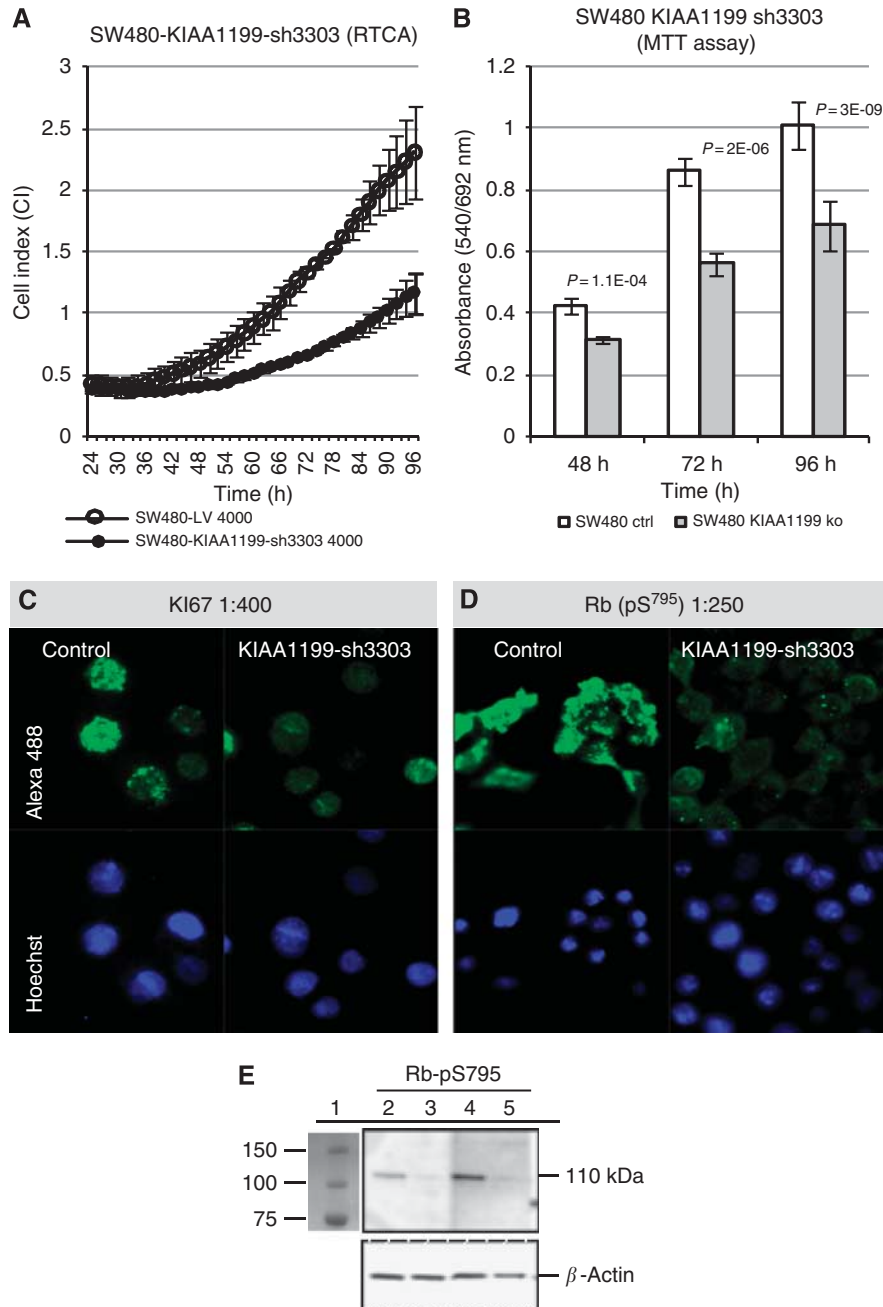 A
SW480-KIAA1199-sh3303 (RTCA)
3
2.5
2
1.5
1
0.5
0
Cell index (CI)
24 30 36 42 48 54 60 66 72 78 84 90 96
Time (h)
SW480-LV 4000
SW480-KIAA1199-sh3303 4000
B
SW480 KIAA1199 sh3303
(MTT assay)
1.2
1
0.8
0.6
0.4
0.2
0
Absorbance (540/692 nm)
P=1.1E-04
P=2E-06
P=3E-09
48 h 72 h 96 h
Time (h)
SW480 ctrl SW480 KIAA1199 ko
C
KI67 1:400
Control KIAA1199-sh3303
Alexa 488
Hoechst
D
Rb (pS795) 1:250
Control KIAA1199-sh3303
E
Rb-pS795
1 2 3 4 5
150
100
75
110 kDa
β-Actin